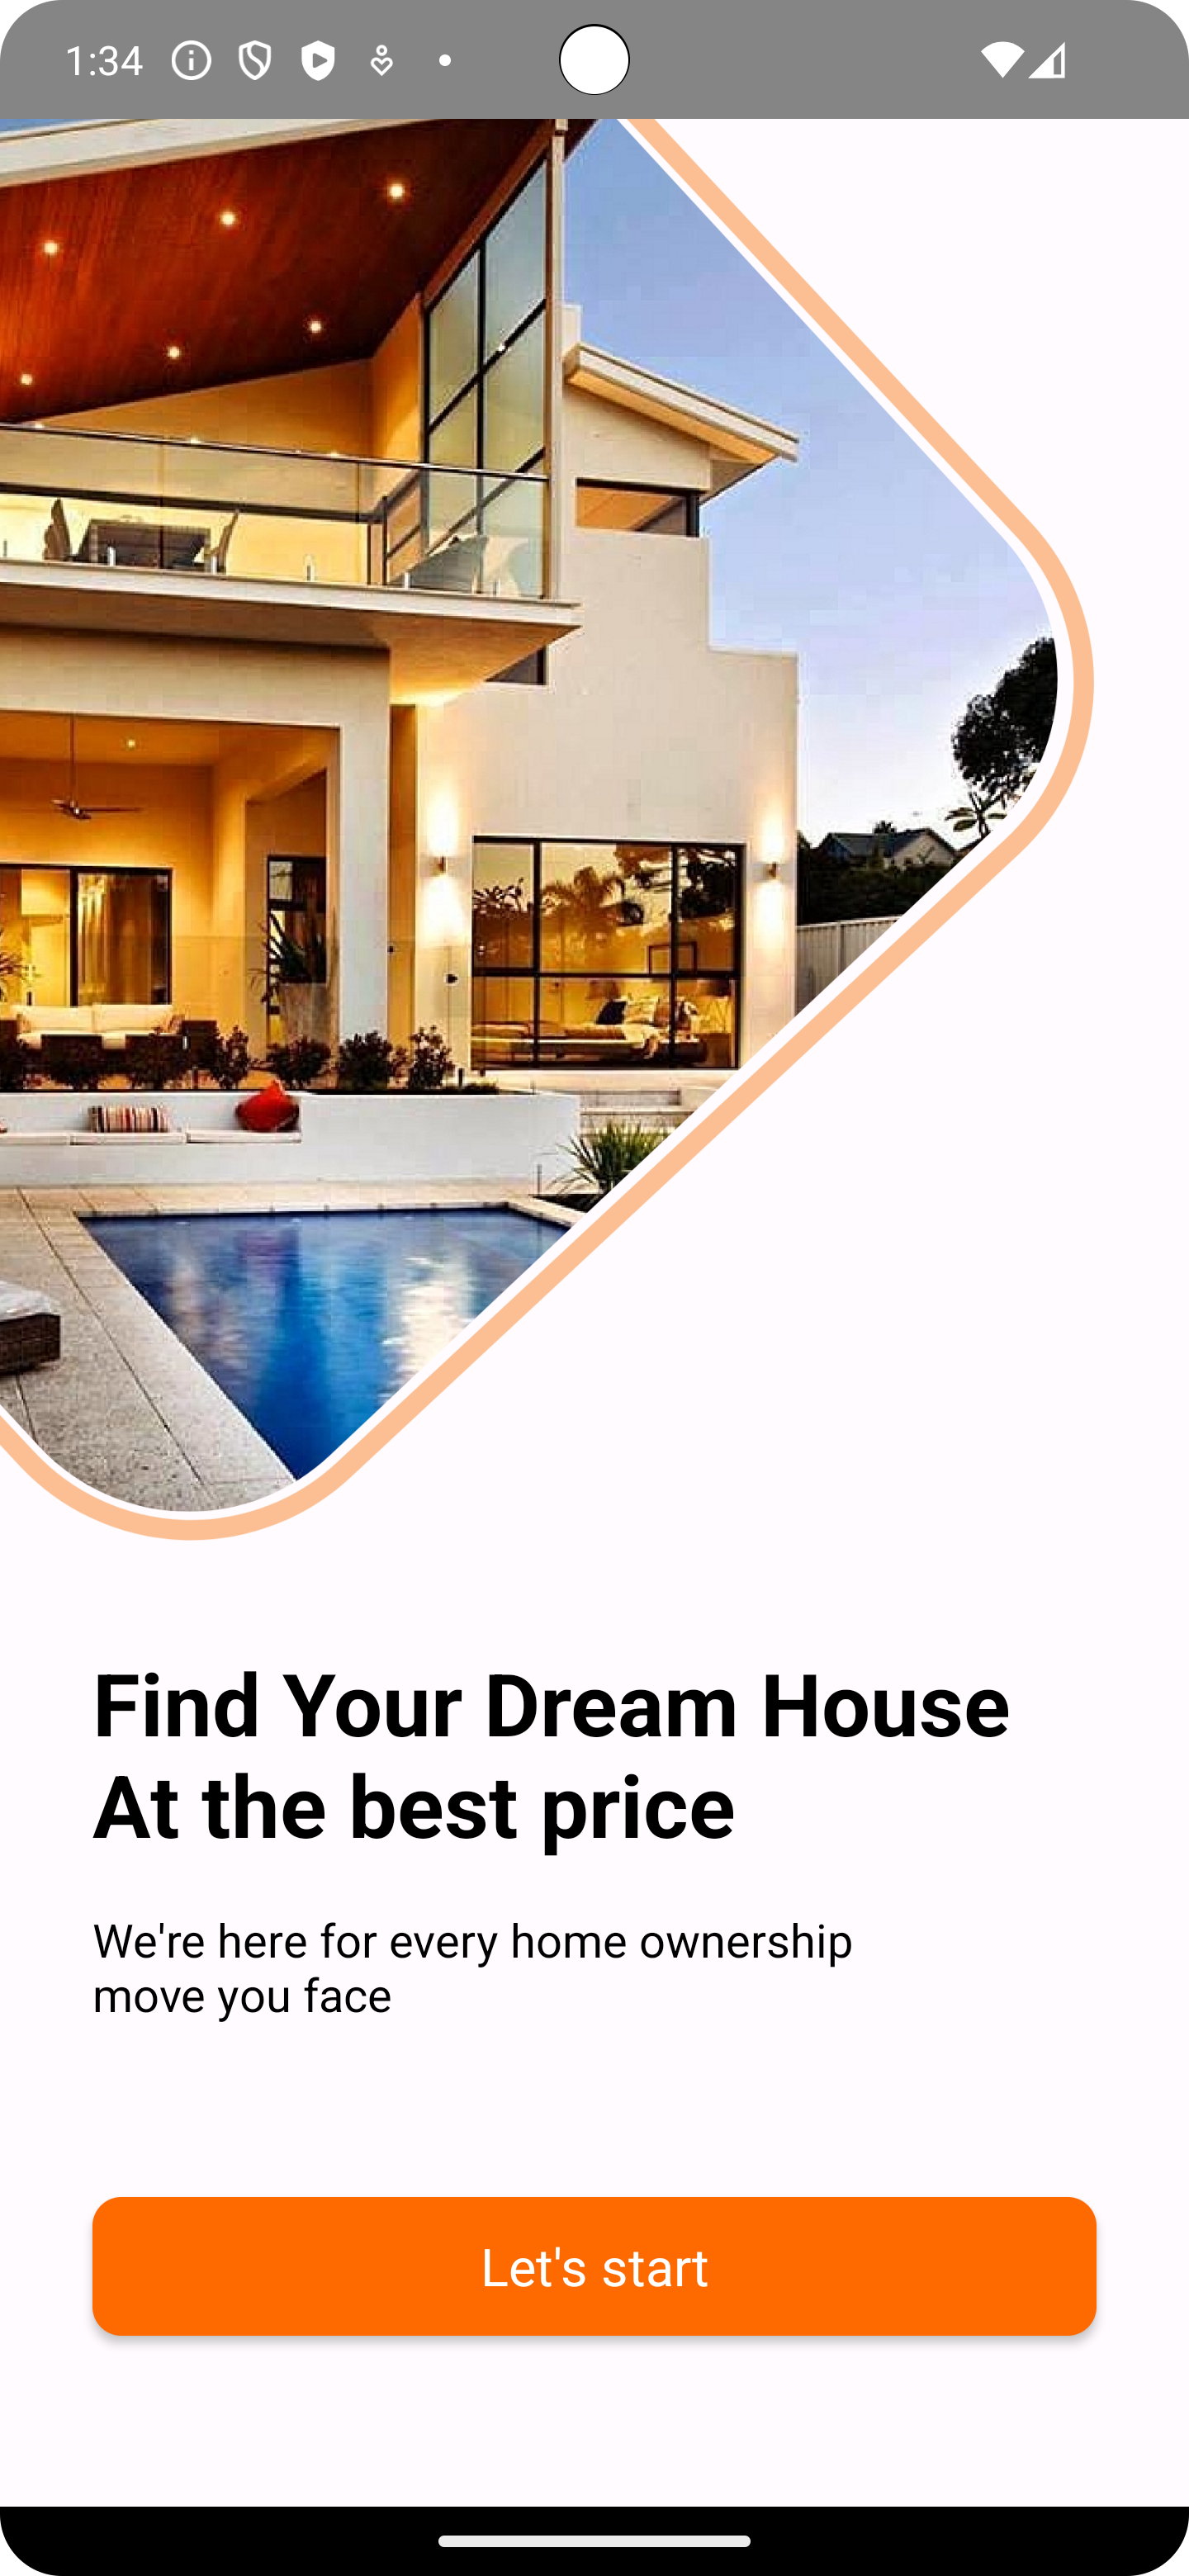 1:34
Find Your Dream House
At the best price
We're here for every home ownership
move you face
Let's start